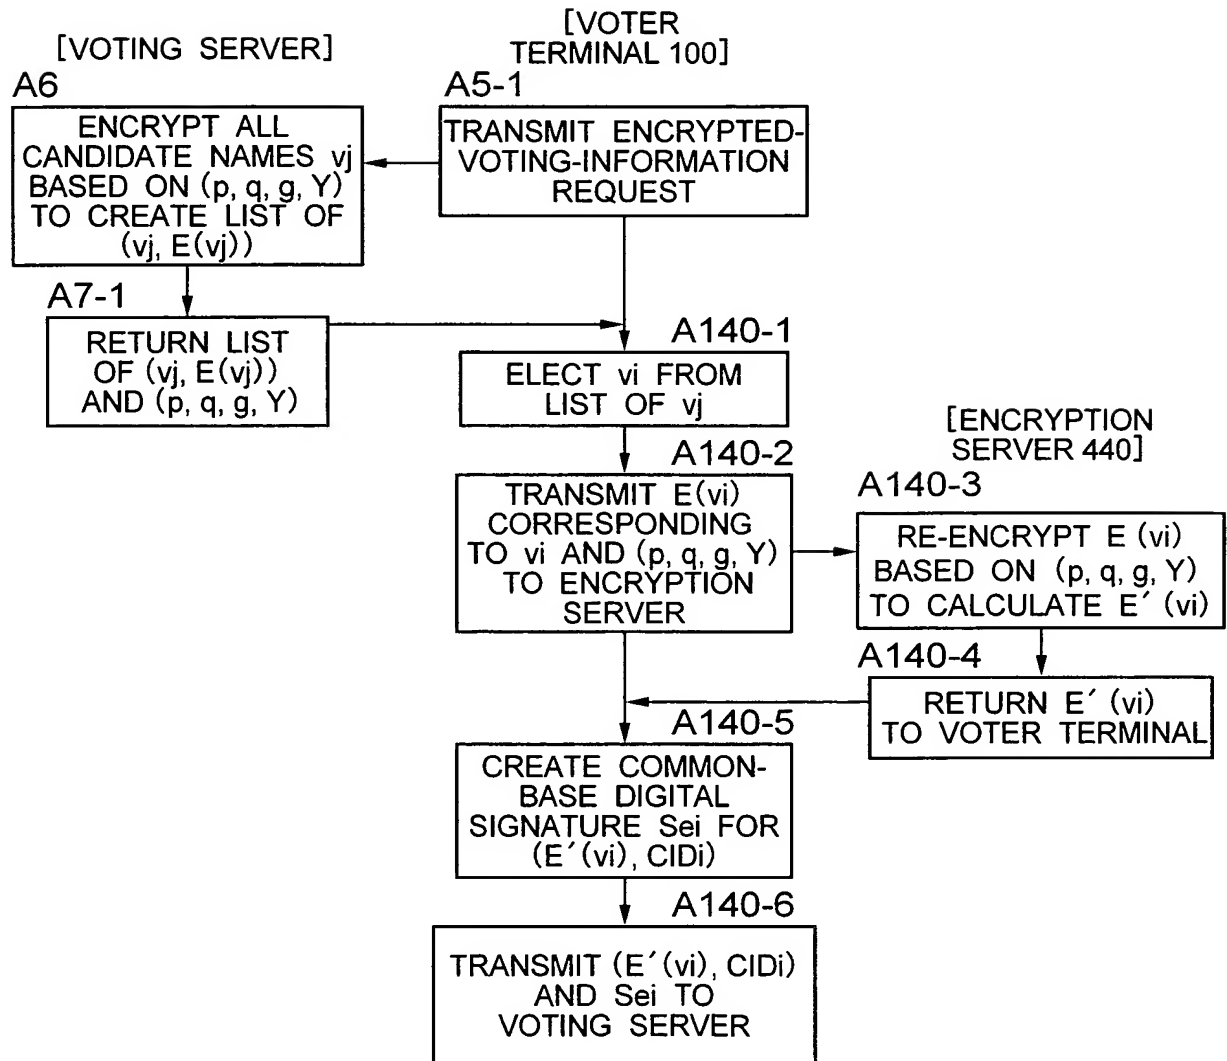 [VOTING SERVER]
A6
ENCRYPT ALL
CANDIDATE NAMES vj
BASED ON (p, q, g, Y)
TO CREATE LIST OF
(vj, E(vj))
[VOTER
TERMINAL 100]
A5-1
TRANSMIT ENCRYPTED-
VOTING-INFORMATION
REQUEST
A7-1
RETURN LIST
OF (vj, E(vj))
AND (p, q, g, Y)
A140-1
ELECT vi FROM
LIST OF vj
A140-2
TRANSMIT E(vi)
CORRESPONDING
TO vi AND (p, q, g, Y)
TO ENCRYPTION
SERVER
[ENCRYPTION
SERVER 440]
A140-3
RE-ENCRYPT E (vi)
BASED ON (p, q, g, Y)
TO CALCULATE E′ (vi)
A140-4
RETURN E′ (vi)
TO VOTER TERMINAL
A140-5
CREATE COMMON-
BASE DIGITAL
SIGNATURE Sei FOR
(E′(vi), CIDi)
A140-6
TRANSMIT (E′(vi), CIDi)
AND Sei TO
VOTING SERVER